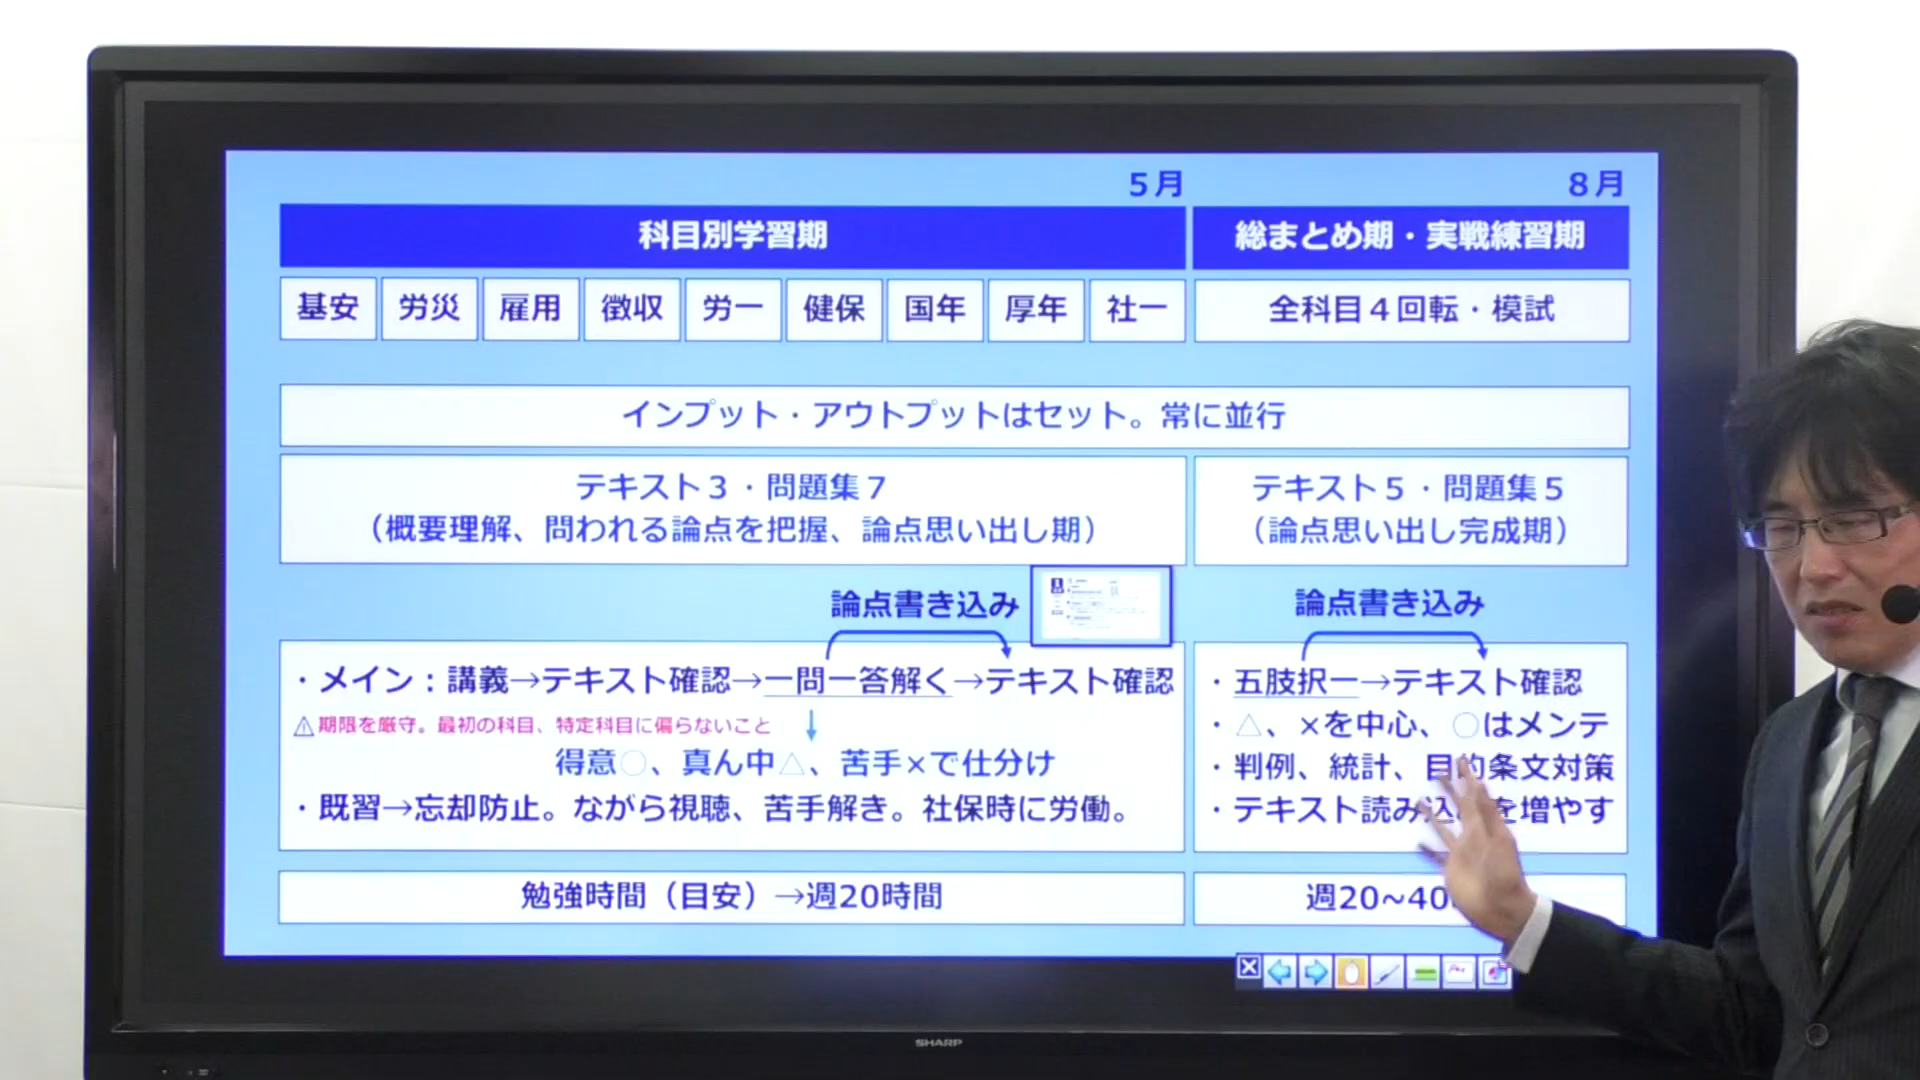 5月
8月
科目別学習期
総まとめ期・実戦練習期
基安 労災 雇用 徴収 労一 健保 国年 厚年 社一
全科目4回転・模試
インプット・アウトプットはセット。常に並行
テキスト3・問題集7
（概要理解、問われる論点を把握、論点思い出し期）
テキスト5・問題集5
（論点思い出し完成期）
論点書き込み
・メイン：講義→テキスト確認→一問一答解く→テキスト確認
⚠期限を厳守。最初の科目、特定科目に偏らないこと
↓
得意○、真ん中△、苦手×で仕分け
・既習→忘却防止。ながら視聴、苦手解き。社保時に労働。
論点書き込み
・五肢択一→テキスト確認
・△、×を中心、○はメンテ
・判例、統計、目的条文対策
・テキスト読み込みを増やす
勉強時間（目安）→週20時間
週20~40
SHARP